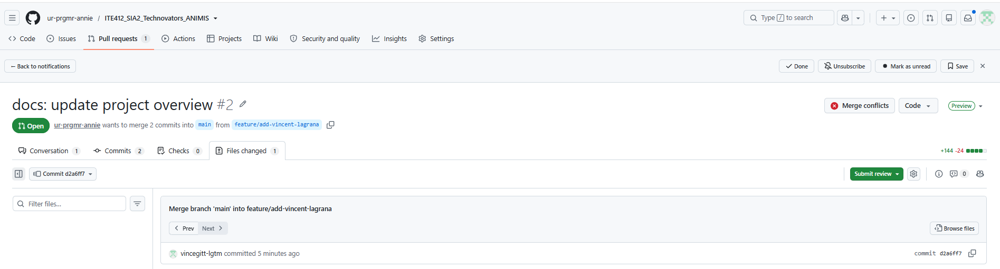 ur-prgmr-annie / ITE412_SIA2_Technovators_ANIMIS
Type / to search
Code Issues Pull requests 1 Actions Projects Wiki Security and quality Insights Settings
← Back to notifications
Done Unsubscribe Mark as unread Save
docs: update project overview #2
Merge conflicts Code Preview
Open ur-prgmr-annie wants to merge 2 commits into main from feature/add-vincent-lagrana
Conversation 1 Commits 2 Checks 0 Files changed 1
+144 -24
Commit d2a6ff7
Submit review 0
Filter files...
Merge branch 'main' into feature/add-vincent-lagrana
Prev Next
Browse files
vincegitt-lgtm committed 5 minutes ago
commit d2a6ff7